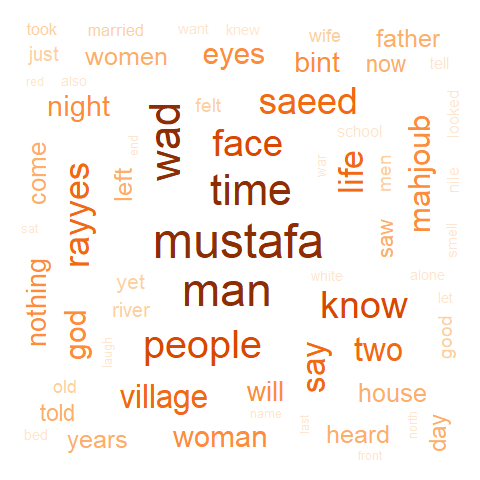 took married want knew wife father
just women eyes bint now tell
red also night felt saeed
wad face school looked
come left end time war life men mahjoub nile
rayyes mustafa saw smell
sat man white alone
nothing god yet river know let
laugh people say two good
old village will house
told name last north day
bed years woman heard front